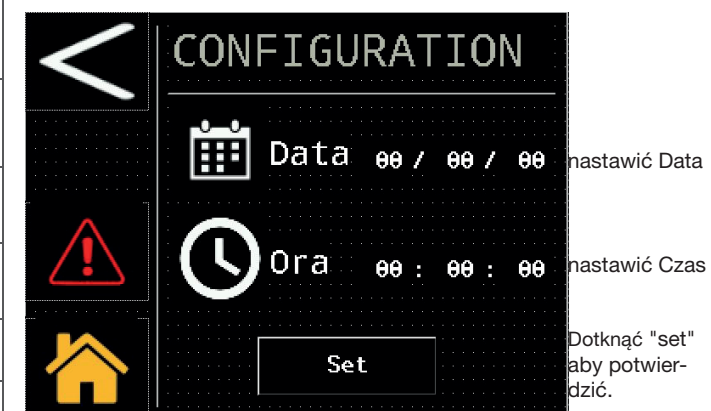 CONFIGURATION
Data 00 / 00 / 00 nastawić Data
Ora 00 : 00 : 00 nastawić Czas
Set
Dotknąć "set"
aby potwier-
dzić.